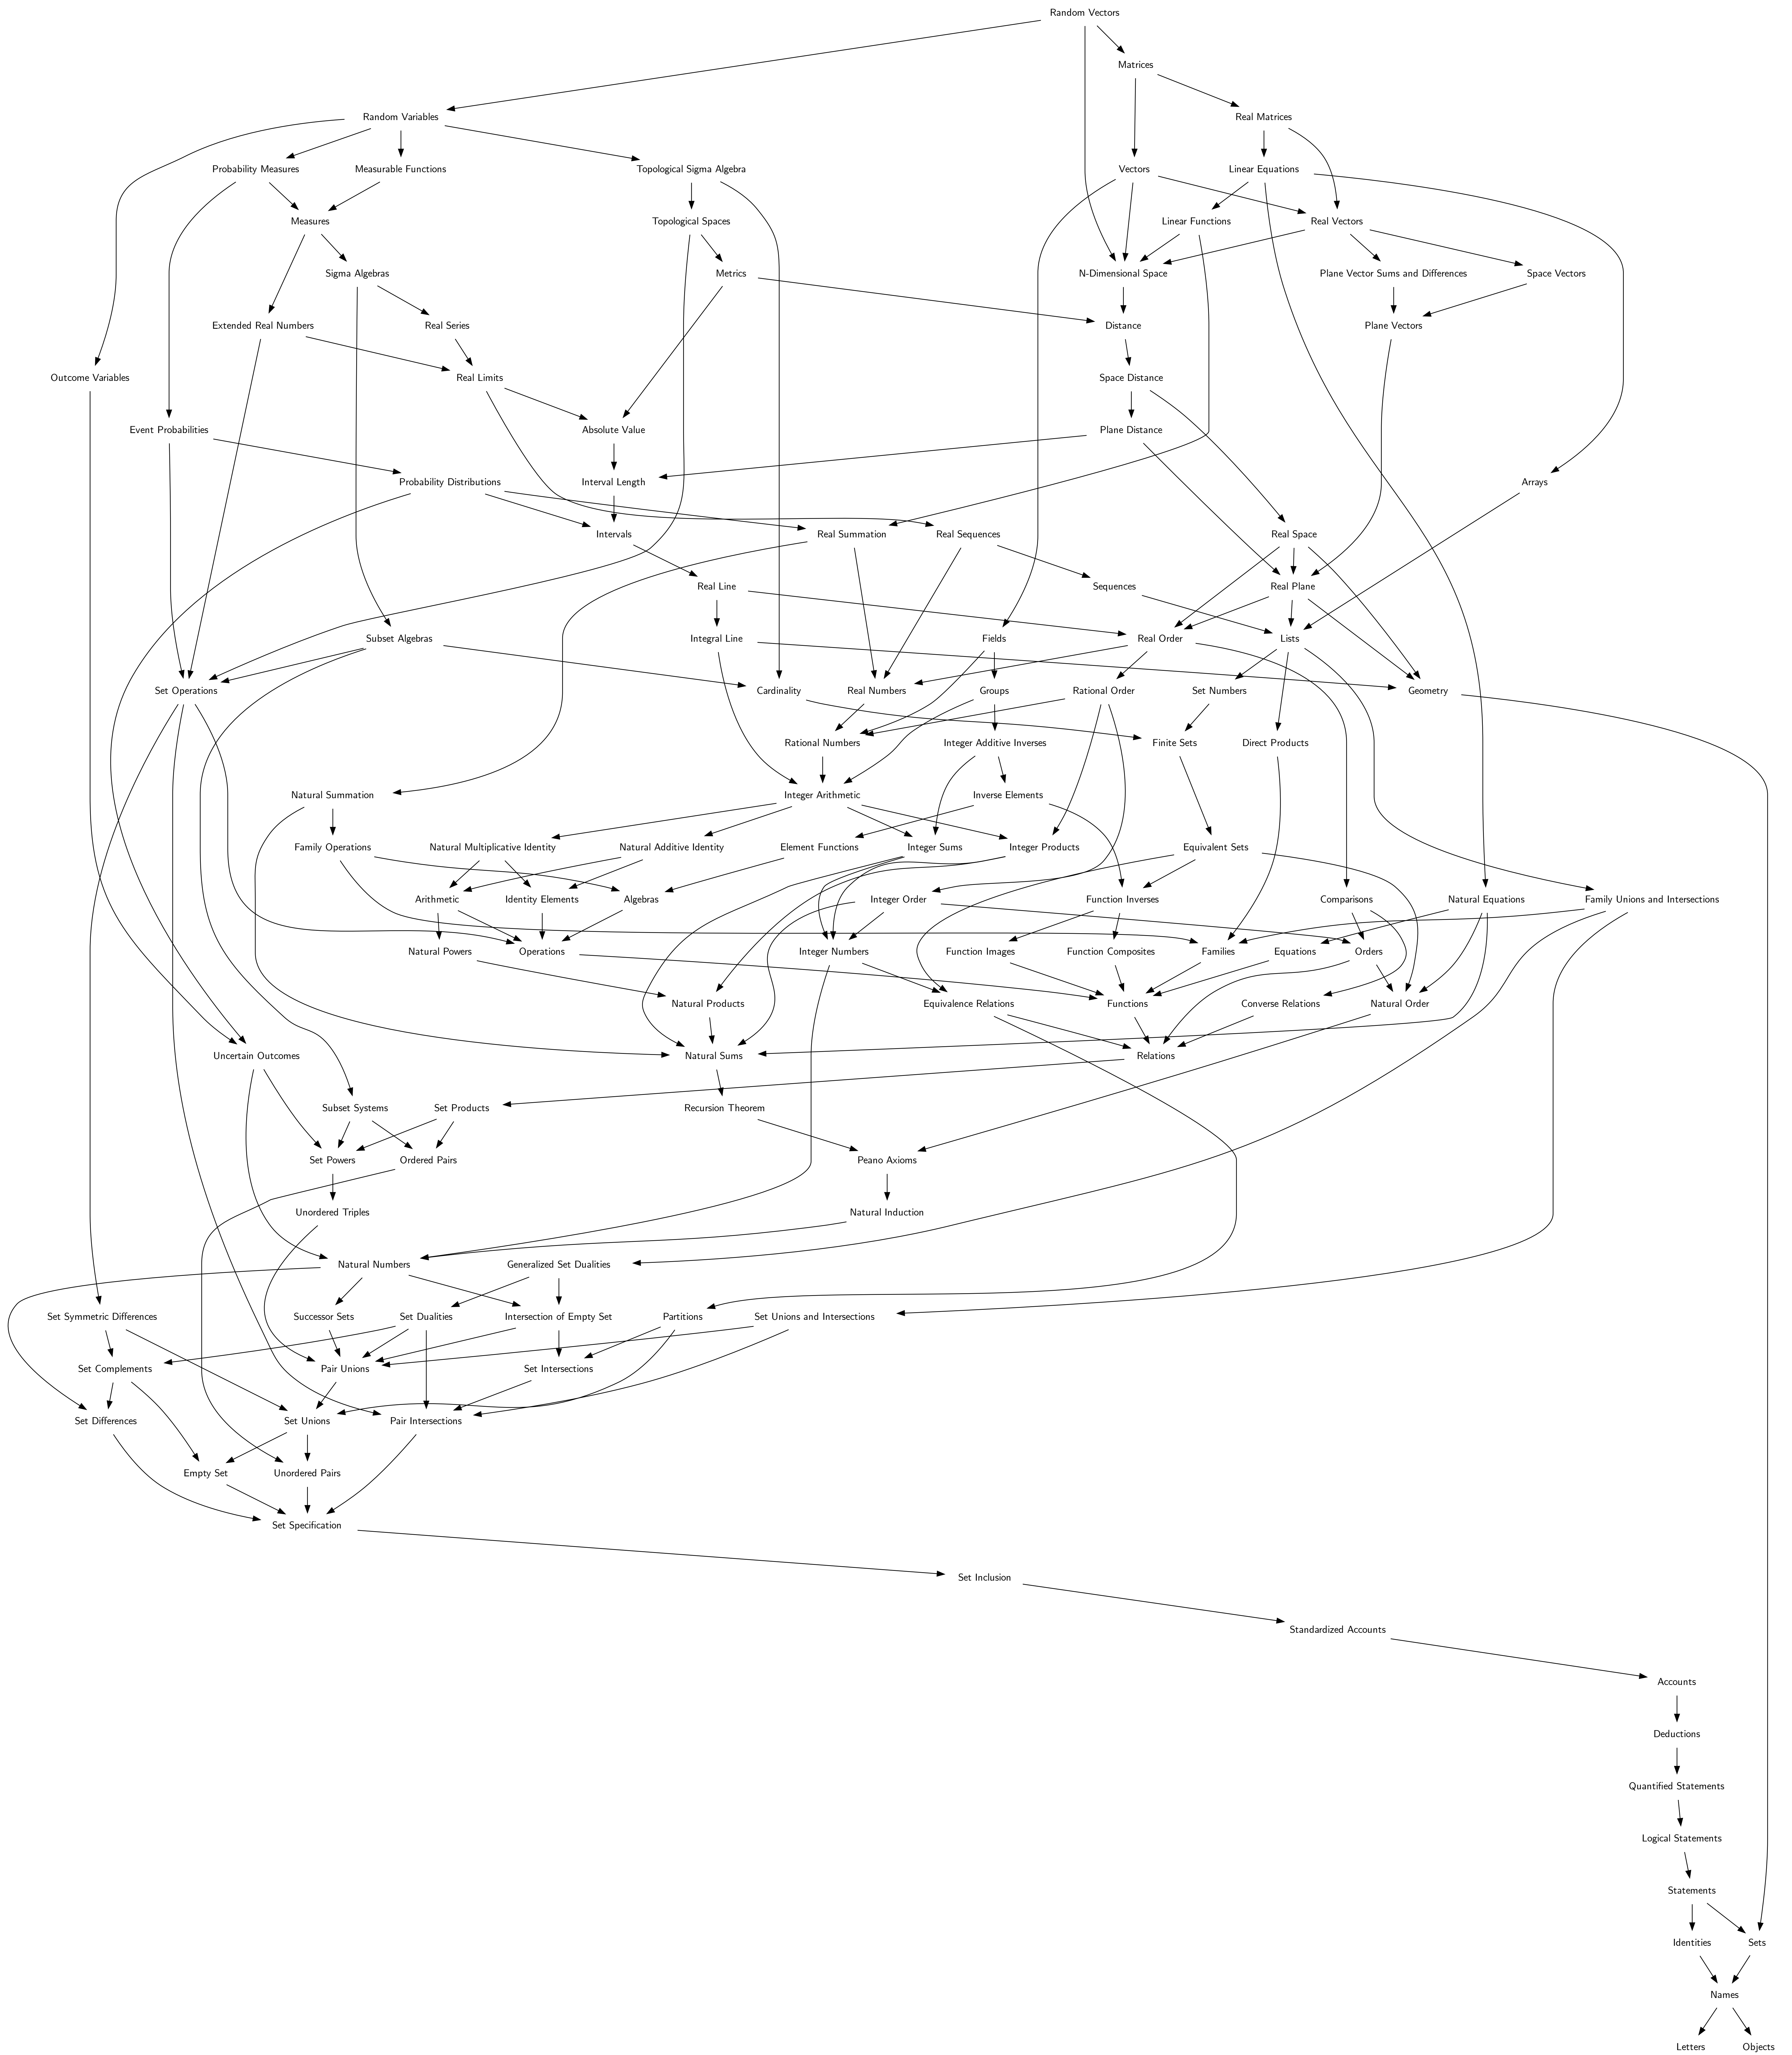 Random Vectors
Matrices
Random Variables
Real Matrices
Probability Measures
Measurable Functions
Topological Sigma Algebra
Vectors
Linear Equations
Measures
Topological Spaces
Linear Functions
Real Vectors
Sigma Algebras
Metrics
N-Dimensional Space
Plane Vector Sums and Differences
Space Vectors
Extended Real Numbers
Real Series
Distance
Plane Vectors
Outcome Variables
Real Limits
Space Distance
Event Probabilities
Absolute Value
Plane Distance
Probability Distributions
Interval Length
Arrays
Intervals
Real Summation
Real Sequences
Real Space
Real Line
Sequences
Real Plane
Subset Algebras
Integral Line
Fields
Real Order
Lists
Set Operations
Cardinality
Real Numbers
Groups
Rational Order
Set Numbers
Geometry
Rational Numbers
Integer Additive Inverses
Finite Sets
Direct Products
Natural Summation
Integer Arithmetic
Inverse Elements
Family Operations
Natural Multiplicative Identity
Natural Additive Identity
Element Functions
Integer Sums
Integer Products
Equivalent Sets
Arithmetic
Identity Elements
Algebras
Integer Order
Function Inverses
Comparisons
Natural Equations
Family Unions and Intersections
Natural Powers
Operations
Integer Numbers
Function Images
Function Composites
Families
Equations
Orders
Natural Products
Equivalence Relations
Functions
Converse Relations
Natural Order
Uncertain Outcomes
Natural Sums
Relations
Subset Systems
Set Products
Recursion Theorem
Set Powers
Ordered Pairs
Peano Axioms
Unordered Triples
Natural Induction
Natural Numbers
Generalized Set Dualities
Set Symmetric Differences
Successor Sets
Set Dualities
Intersection of Empty Set
Partitions
Set Unions and Intersections
Set Complements
Pair Unions
Set Intersections
Set Differences
Set Unions
Pair Intersections
Empty Set
Unordered Pairs
Set Specification
Set Inclusion
Standardized Accounts
Accounts
Deductions
Quantified Statements
Logical Statements
Statements
Identities
Sets
Names
Letters
Objects